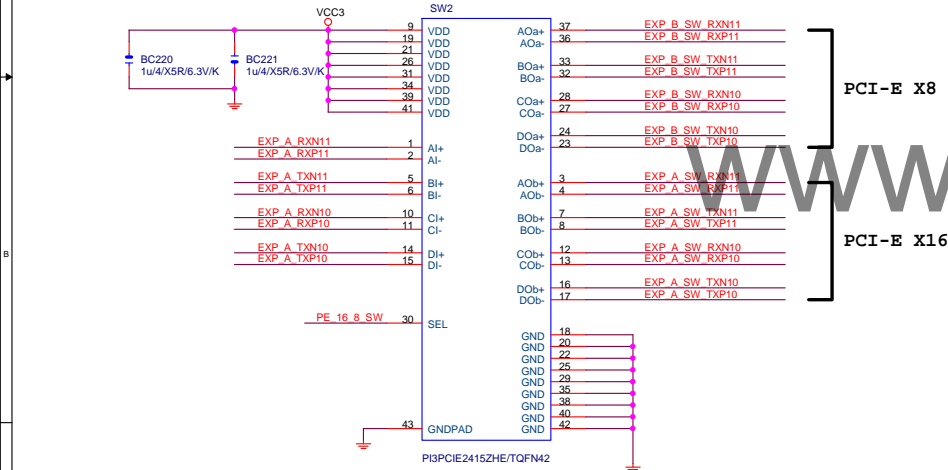 VCC3
SW2
BC220
1u/4/X5R/6.3V/K
BC221
1u/4/X5R/6.3V/K
9 VDD
19 VDD
21 VDD
26 VDD
31 VDD
34 VDD
39 VDD
41 VDD
EXP_A_RXN11 1 AI+
EXP_A_RXP11 2 AI-
EXP_A_TXN11 5 BI+
EXP_A_TXP11 6 BI-
EXP_A_RXN10 10 CI+
EXP_A_RXP10 11 CI-
EXP_A_TXN10 14 DI+
EXP_A_TXP10 15 DI-
PE_16_8_SW 30 SEL
43 GNDPAD
AOa+ 37 EXP_B_SW_RXN11
AOa- 36 EXP_B_SW_RXP11
BOa+ 33 EXP_B_SW_TXN11
BOa- 32 EXP_B_SW_TXP11
COa+ 28 EXP_B_SW_RXN10
COa- 27 EXP_B_SW_RXP10
DOa+ 24 EXP_B_SW_TXN10
DOa- 23 EXP_B_SW_TXP10
PCI-E X8
AOb+ 3 EXP_A_SW_RXN11
AOb- 4 EXP_A_SW_RXP11
BOb+ 7 EXP_A_SW_TXN11
BOb- 8 EXP_A_SW_TXP11
COb+ 12 EXP_A_SW_RXN10
COb- 13 EXP_A_SW_RXP10
DOb+ 16 EXP_A_SW_TXN10
DOb- 17 EXP_A_SW_TXP10
PCI-E X16
GND 18
GND 20
GND 22
GND 25
GND 29
GND 35
GND 38
GND 40
GND 42
PI3PCIE2415ZHE/TQFN42
B
www